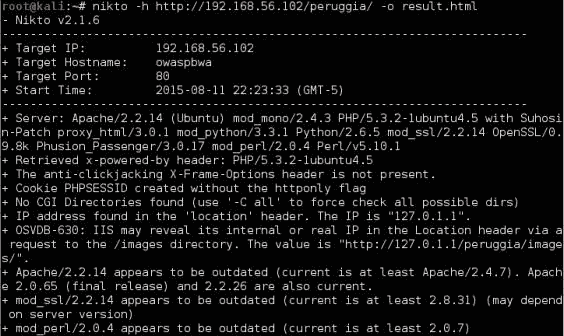 root@kali:~# nikto -h http://192.168.56.102/peruggia/ -o result.html
- Nikto v2.1.6
---------------------------------------------------------------------------
+ Target IP:          192.168.56.102
+ Target Hostname:    owaspbwa
+ Target Port:        80
+ Start Time:         2015-08-11 22:23:33 (GMT-5)
---------------------------------------------------------------------------
+ Server: Apache/2.2.14 (Ubuntu) mod_mono/2.4.3 PHP/5.3.2-1ubuntu4.5 with Suhosi
n-Patch proxy_html/3.0.1 mod_python/3.3.1 Python/2.6.5 mod_ssl/2.2.14 OpenSSL/0.
9.8k Phusion_Passenger/3.0.17 mod_perl/2.0.4 Perl/v5.10.1
+ Retrieved x-powered-by header: PHP/5.3.2-1ubuntu4.5
+ The anti-clickjacking X-Frame-Options header is not present.
+ Cookie PHPSESSID created without the httponly flag
+ No CGI Directories found (use '-C all' to force check all possible dirs)
+ IP address found in the 'location' header. The IP is "127.0.1.1".
+ OSVDB-630: IIS may reveal its internal or real IP in the Location header via a
 request to the /images directory. The value is "http://127.0.1.1/peruggia/image
s/".
+ Apache/2.2.14 appears to be outdated (current is at least Apache/2.4.7). Apach
e 2.0.65 (final release) and 2.2.26 are also current.
+ mod_ssl/2.2.14 appears to be outdated (current is at least 2.8.31) (may depend
 on server version)
+ mod_perl/2.0.4 appears to be outdated (current is at least 2.0.7)